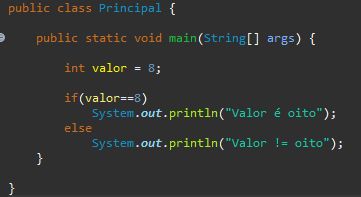 public class Principal {
public static void main(String[] args) {
int valor = 8;
if(valor==8)
System.out.println("Valor é oito");
else
System.out.println("Valor != oito");
}
}